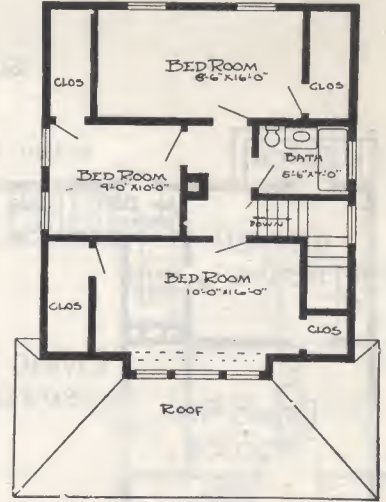 BED ROOM
8'-6" X 16'-0"
CLOS
CLOS
BATH
5'-6" X 7'-0"
BED ROOM
9'-0" X 10'-0"
DOWN
BED ROOM
10'-0" X 16'-0"
CLOS
CLOS
ROOF